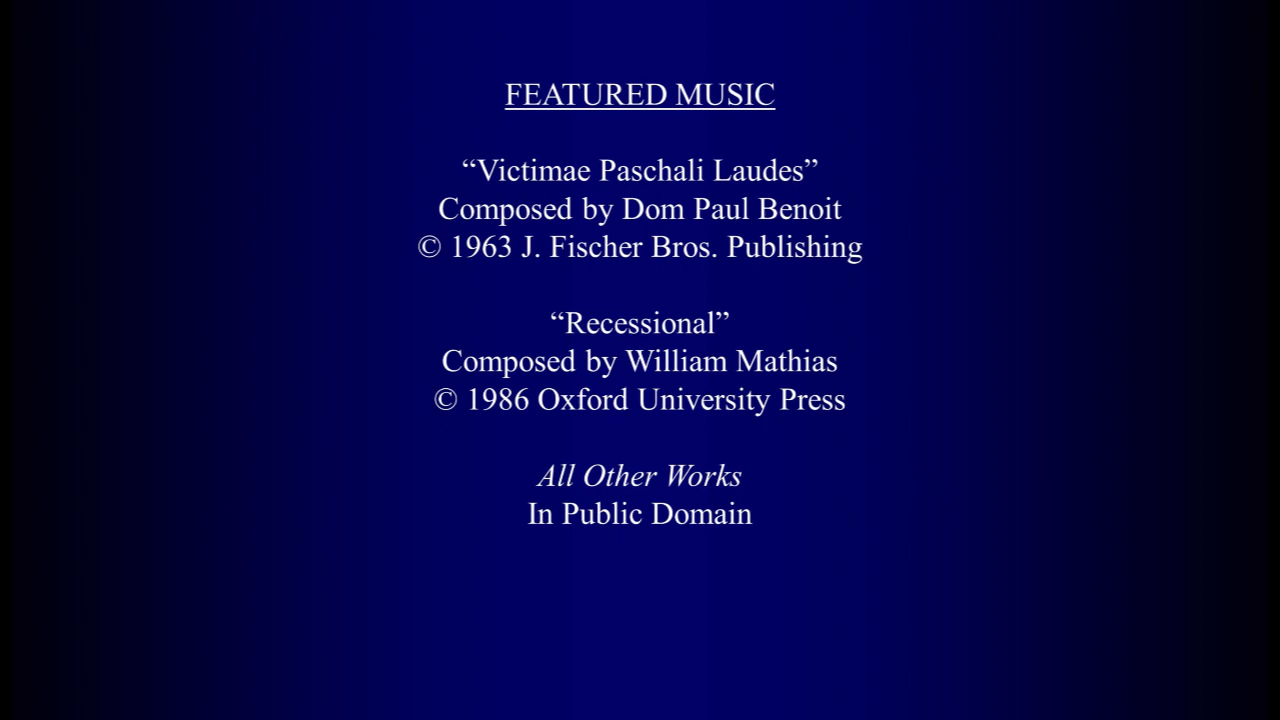 FEATURED MUSIC
“Victimae Paschali Laudes”
Composed by Dom Paul Benoit
© 1963 J. Fischer Bros. Publishing
“Recessional”
Composed by William Mathias
© 1986 Oxford University Press
All Other Works
In Public Domain